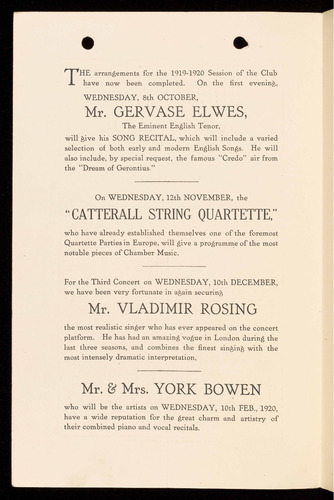 THE arrangements for the 1919-1920 Session of the Club
have now been completed. On the first evening,
WEDNESDAY, 8th OCTOBER,
Mr. GERVASE ELWES,
The Eminent English Tenor,
will give his SONG RECITAL, which will include a varied
selection of both early and modern English Songs. He will
also include, by special request, the famous "Credo" air from
the "Dream of Gerontius."
On WEDNESDAY, 12th NOVEMBER, the
"CATTERALL STRING QUARTETTE,"
who have already established themselves one of the foremost
Quartette Parties in Europe, will give a programme of the most
notable pieces of Chamber Music.
For the Third Concert on WEDNESDAY, 10th DECEMBER,
we have been very fortunate in again securing
Mr. VLADIMIR ROSING
the most realistic singer who has ever appeared on the concert
platform. He has had an amazing vogue in London during the
last three seasons, and combines the finest singing with the
most intensely dramatic interpretation.
Mr. & Mrs. YORK BOWEN
who will be the artists on WEDNESDAY, 10th FEB., 1920,
have a wide reputation for the great charm and artistry of
their combined piano and vocal recitals.